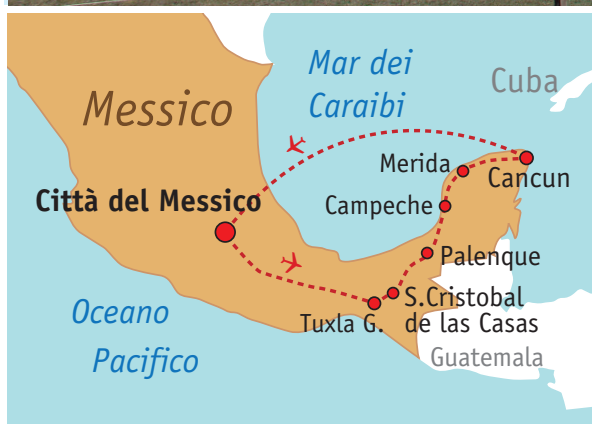 Mar dei
Caraibi
Cuba
Messico
Merida
Cancun
Città del Messico
Campeche
Palenque
Oceano
Pacifico
S.Cristobal
de las Casas
Tuxla G.
Guatemala